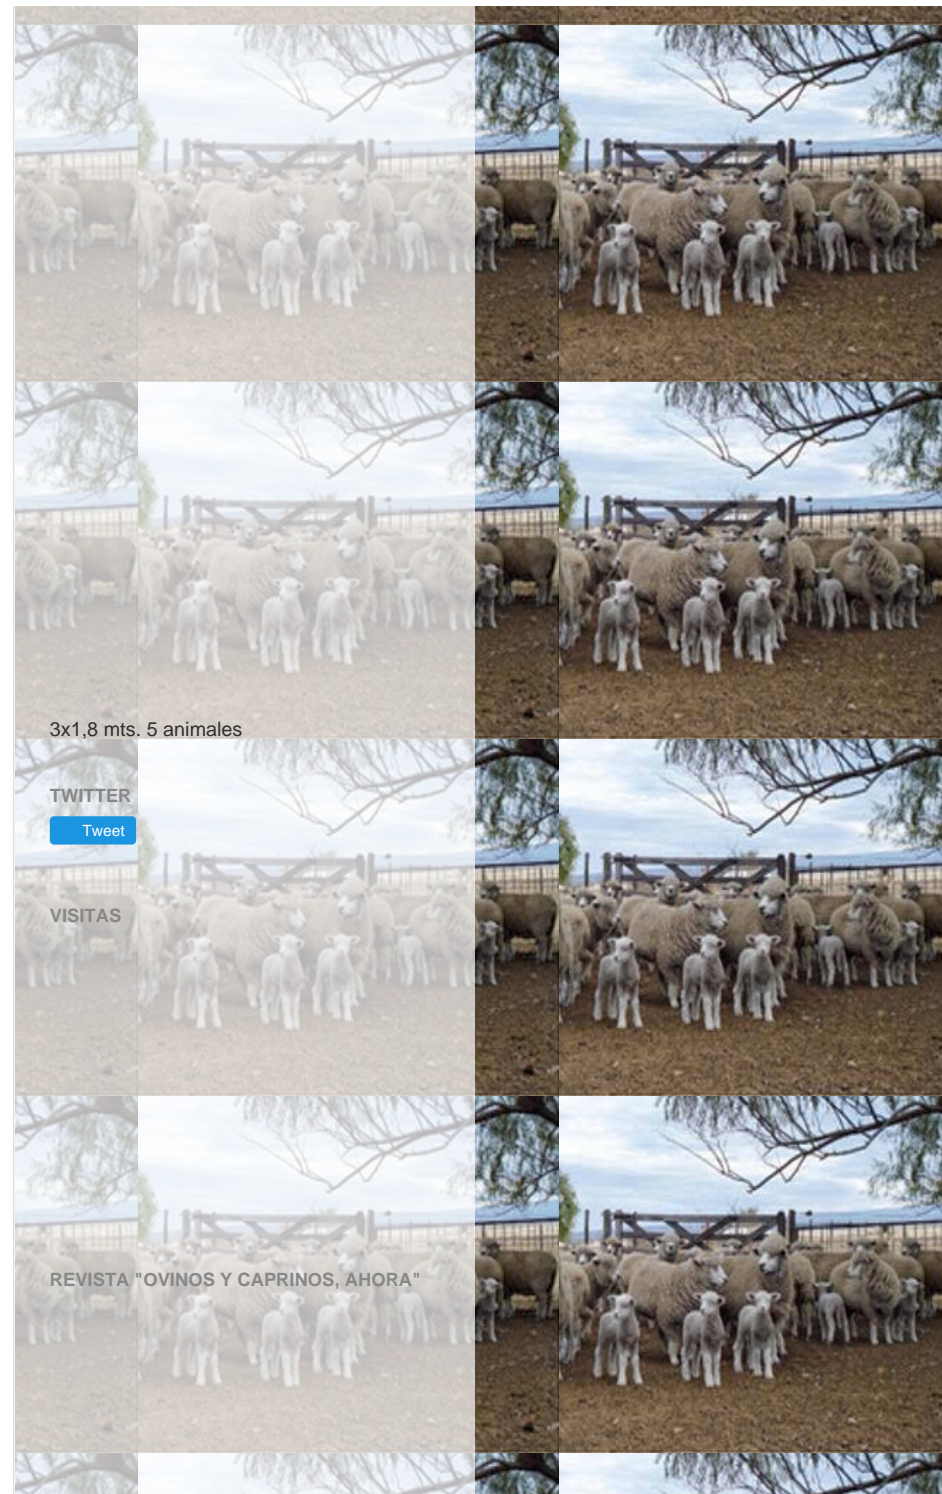 3x1,8 mts. 5 animales
TWITTER
Tweet
VISITAS
REVISTA "OVINOS Y CAPRINOS, AHORA"